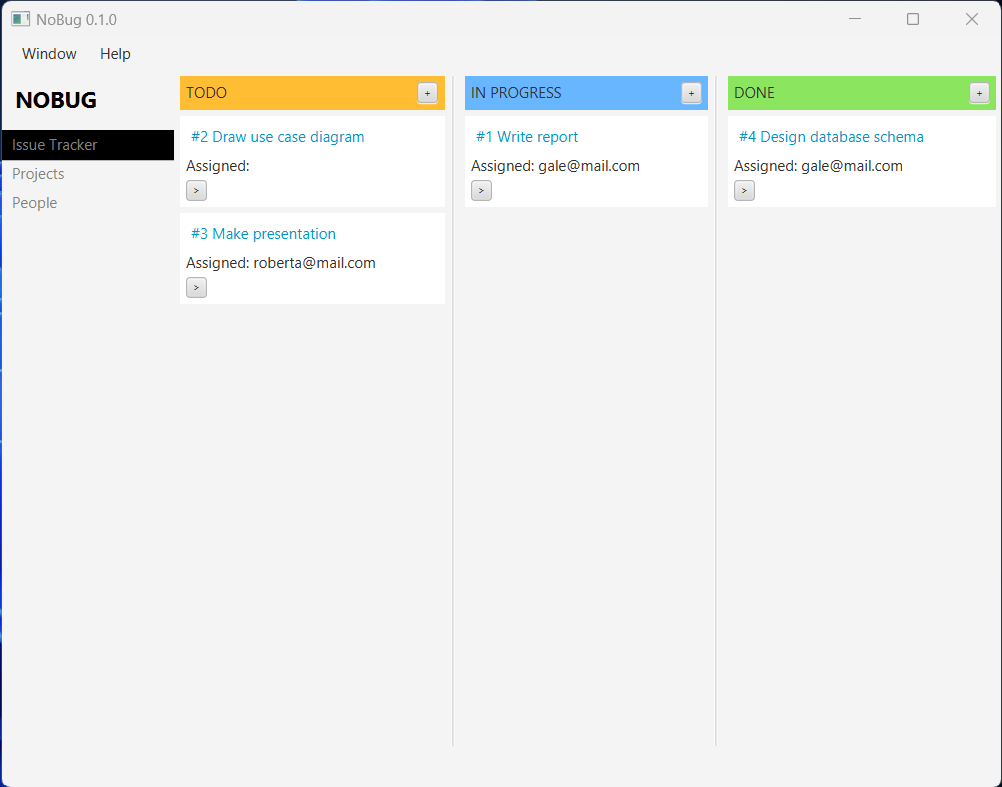 NoBug 0.1.0
Window Help
NOBUG
Issue Tracker
Projects
People
TODO +
#2 Draw use case diagram
Assigned:
>
#3 Make presentation
Assigned: roberta@mail.com
>
IN PROGRESS +
#1 Write report
Assigned: gale@mail.com
>
DONE +
#4 Design database schema
Assigned: gale@mail.com
>